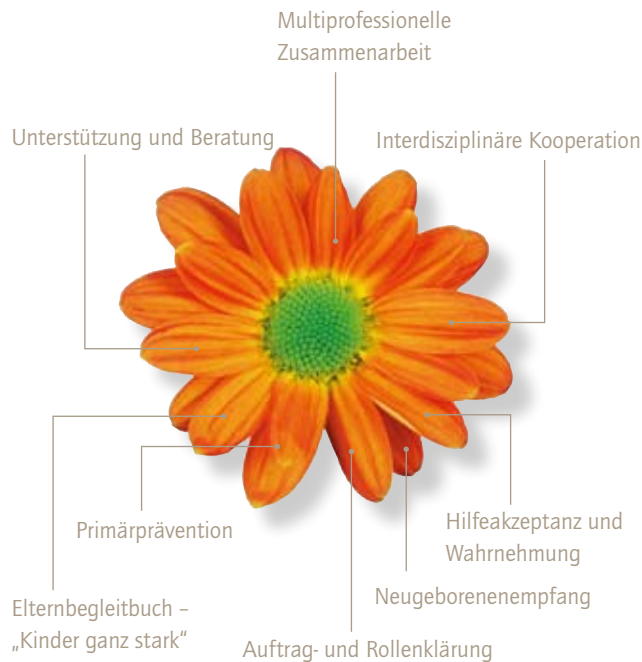 Multiprofessionelle
Zusammenarbeit
Unterstützung und Beratung
Interdisziplinäre Kooperation
Primärprävention
Hilfeakzeptanz und
Wahrnehmung
Elternbegleitbuch –
„Kinder ganz stark“
Neugeborenenempfang
Auftrag- und Rollenklärung